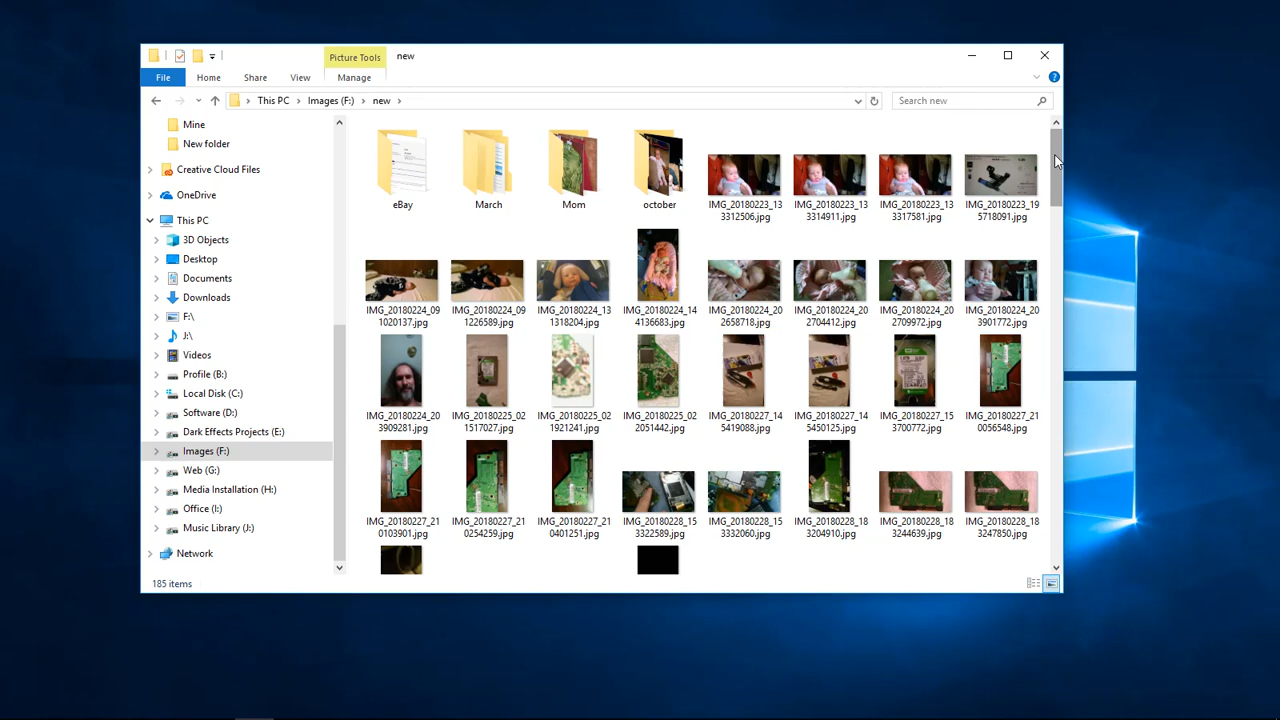 Picture Tools
new
File
Home
Share
View
Manage
This PC
Images (F:)
new
Search new
Mine
New folder
Creative Cloud Files
OneDrive
This PC
3D Objects
Desktop
Documents
Downloads
F:\
J:\
Videos
Profile (B:)
Local Disk (C:)
Software (D:)
Dark Effects Projects (E:)
Images (F:)
Web (G:)
Media Installation (H:)
Office (I:)
Music Library (J:)
Network
eBay
March
Mom
october
IMG_20180223_13
3312506.jpg
IMG_20180223_13
3314911.jpg
IMG_20180223_13
3317581.jpg
IMG_20180223_19
5718091.jpg
IMG_20180224_09
1020137.jpg
IMG_20180224_09
1226589.jpg
IMG_20180224_13
1318204.jpg
IMG_20180224_14
4136683.jpg
IMG_20180224_20
2658718.jpg
IMG_20180224_20
2704412.jpg
IMG_20180224_20
2709972.jpg
IMG_20180224_20
3901772.jpg
IMG_20180224_20
3909281.jpg
IMG_20180225_02
1517027.jpg
IMG_20180225_02
1921241.jpg
IMG_20180225_02
2051442.jpg
IMG_20180227_14
5419088.jpg
IMG_20180227_14
5450125.jpg
IMG_20180227_15
3700772.jpg
IMG_20180227_21
0056548.jpg
IMG_20180227_21
0103901.jpg
IMG_20180227_21
0254259.jpg
IMG_20180227_21
0401251.jpg
IMG_20180228_15
3322589.jpg
IMG_20180228_15
3332060.jpg
IMG_20180228_18
3204910.jpg
IMG_20180228_18
3244639.jpg
IMG_20180228_18
3247850.jpg
185 items